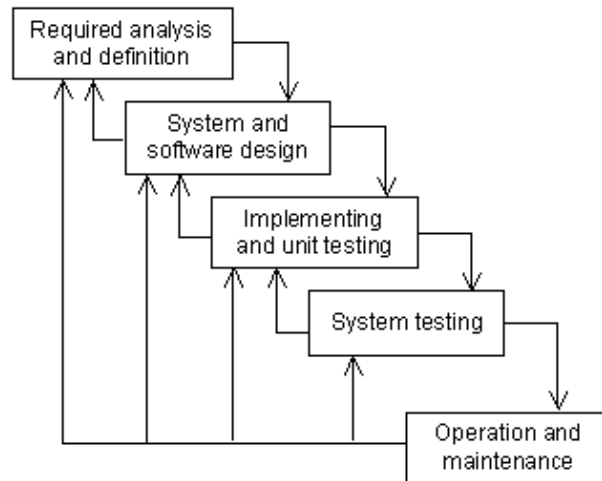 Required analysis
and definition
System and
software design
Implementing
and unit testing
System testing
Operation and
maintenance